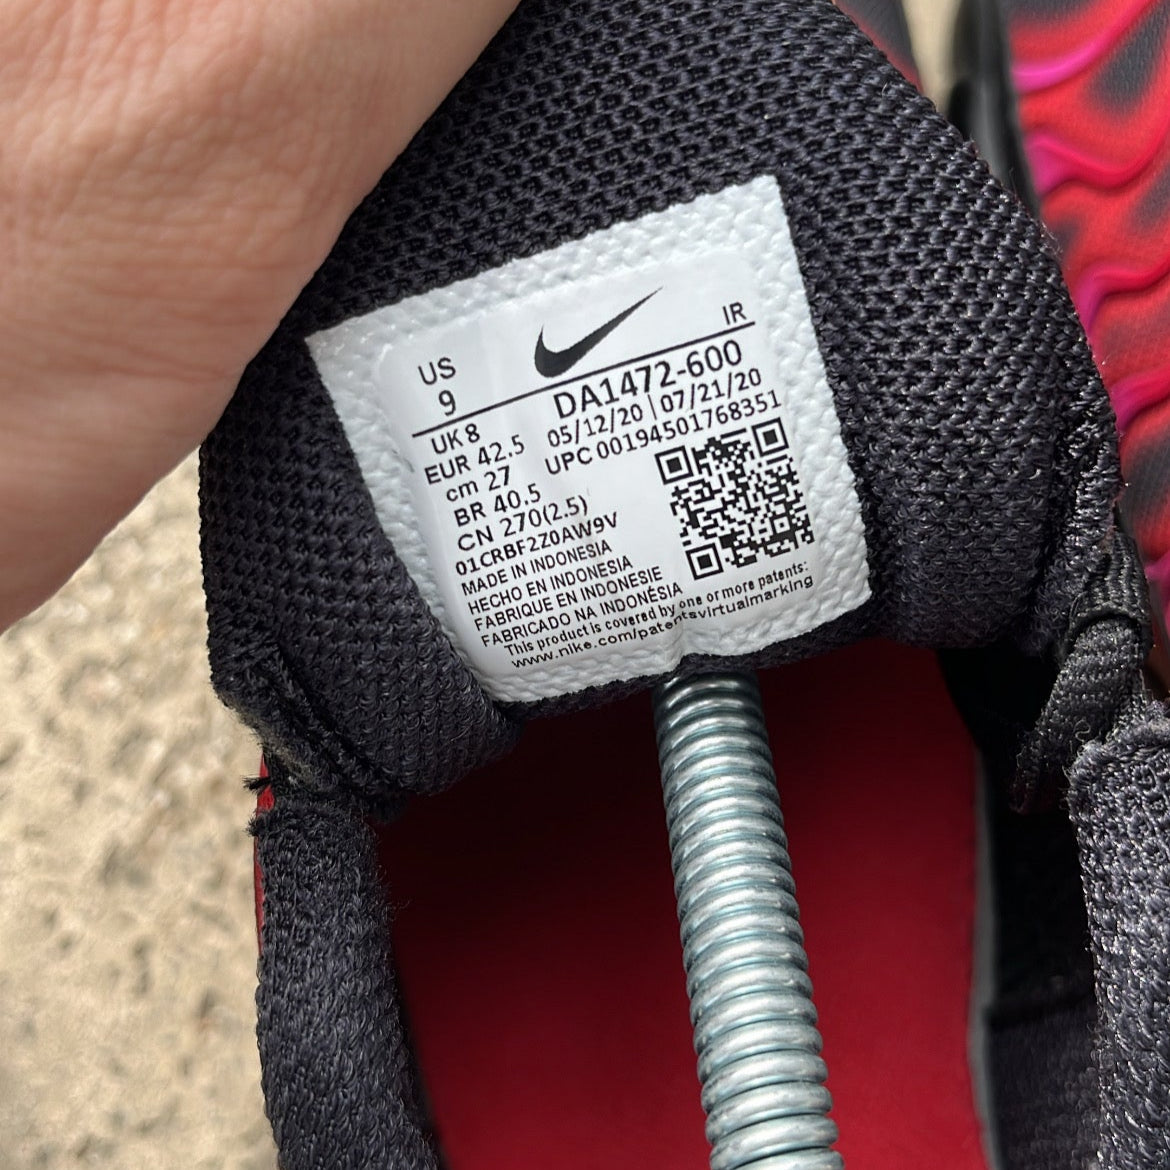 US
9
IR
DA1472-600
05/12/20 | 07/21/20
UPC 00194501768351
UK 8
EUR 42.5
cm 27
BR 40.5
CN 270(2.5)
01CRBF2Z0AW9V
MADE IN INDONESIA
HECHO EN INDONESIA
FABRIQUE EN INDONESIE
FABRICADO NA INDONÉSIA
This product is covered by one or more patents:
www.nike.com/patentsvirtualmarking